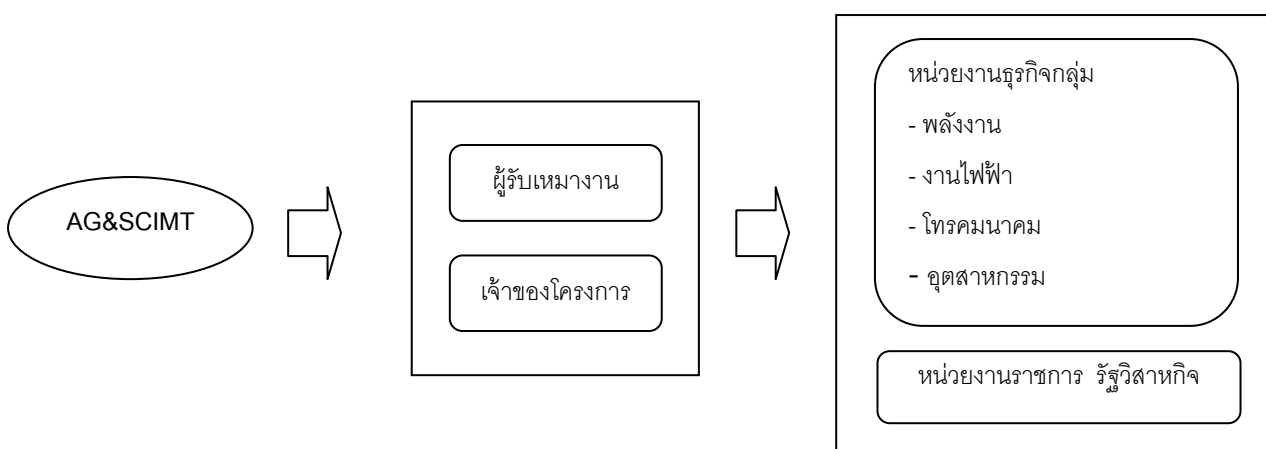 AG&SCIMT
ผู้รับเหมางาน
เจ้าของโครงการ
หน่วยงานธุรกิจกลุ่ม
- พลังงาน
- งานไฟฟ้า
- โทรคมนาคม
- อุตสาหกรรม
หน่วยงานราชการ รัฐวิสาหกิจ